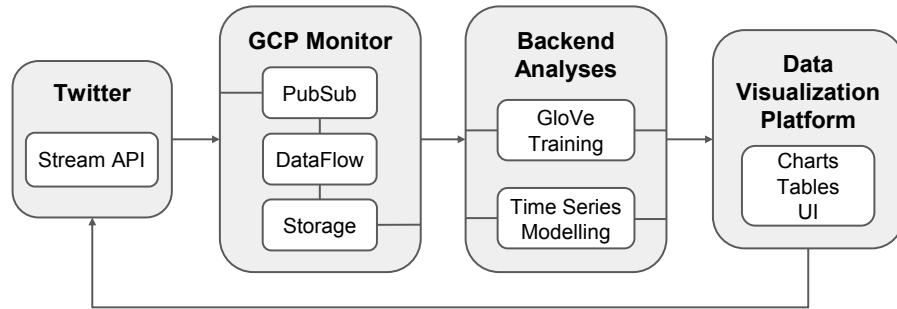 Twitter
Stream API
GCP Monitor
PubSub
DataFlow
Storage
Backend
Analyses
GloVe
Training
Time Series
Modelling
Data
Visualization
Platform
Charts
Tables
UI